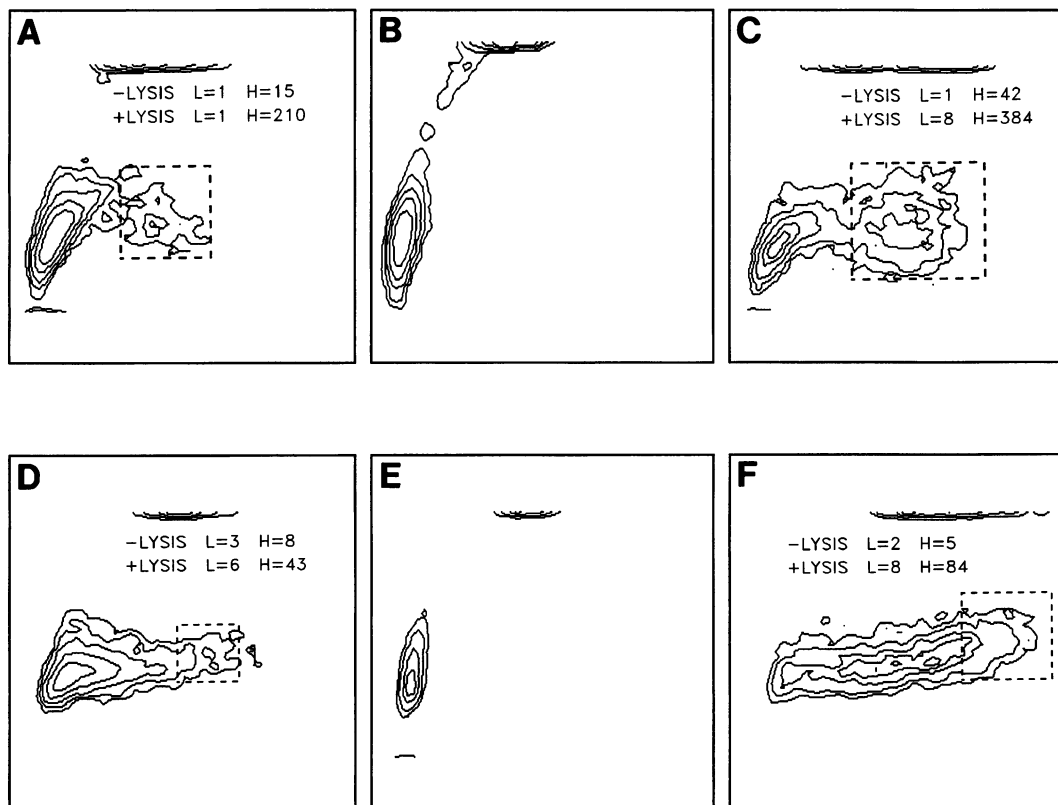 A
−LYSIS L=1 H=15
+LYSIS L=1 H=210
B
C
−LYSIS L=1 H=42
+LYSIS L=8 H=384
D
−LYSIS L=3 H=8
+LYSIS L=6 H=43
E
F
−LYSIS L=2 H=5
+LYSIS L=8 H=84